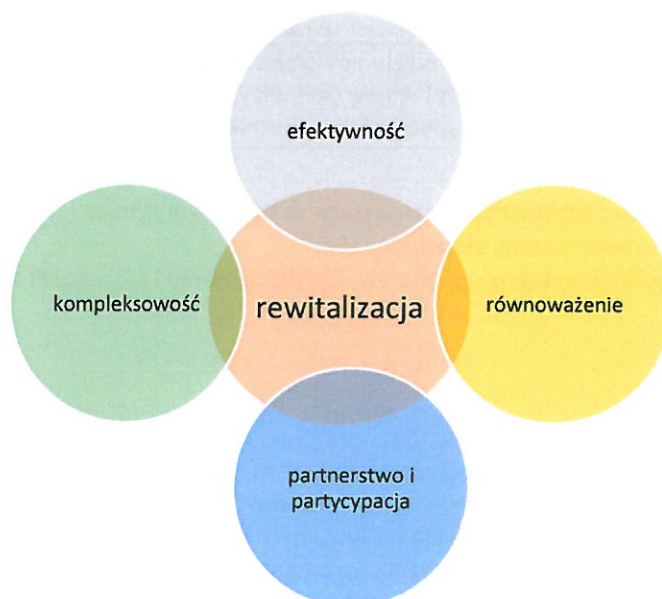 efektywność
kompleksowość
rewitalizacja
równoważenie
partnerstwo i
partycypacja